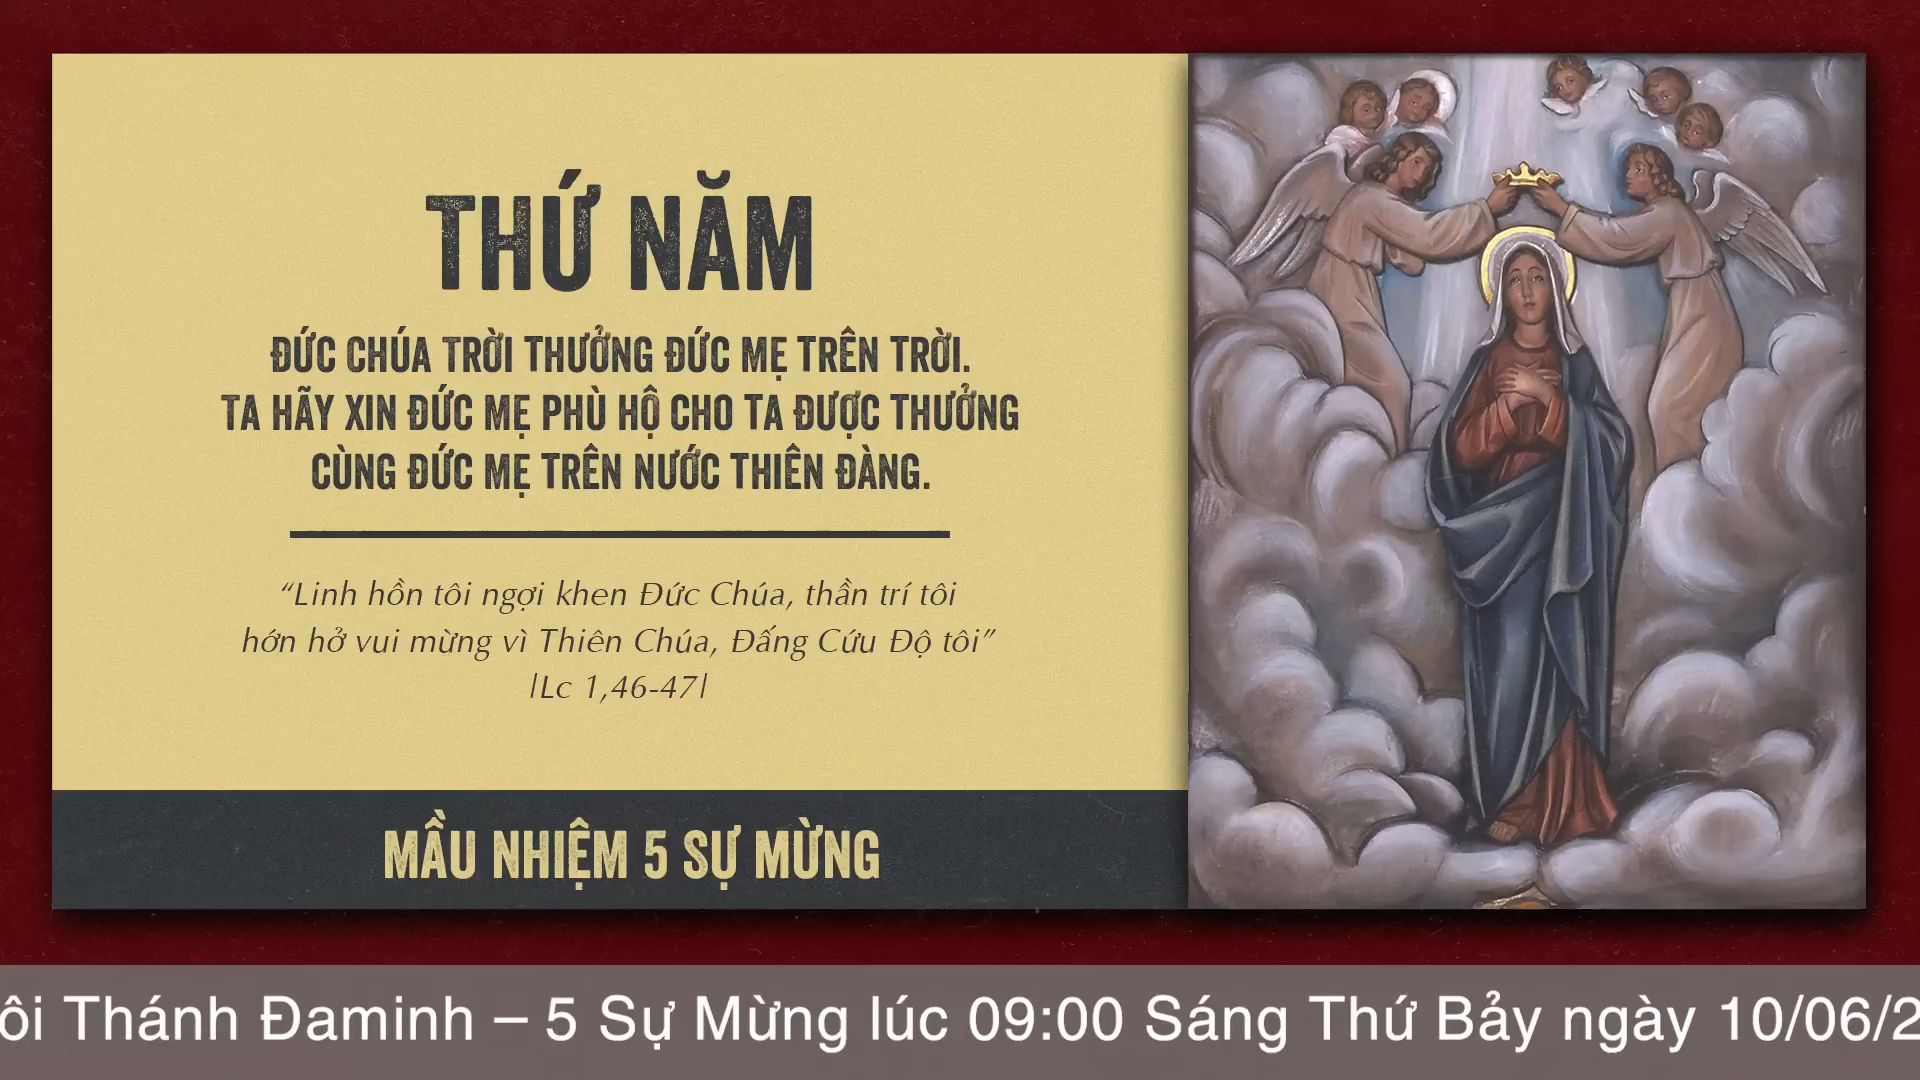 THỨ NĂM
ĐỨC CHÚA TRỜI THƯỞNG ĐỨC MẸ TRÊN TRỜI.
TA HÃY XIN ĐỨC MẸ PHÙ HỘ CHO TA ĐƯỢC THƯỞNG
CÙNG ĐỨC MẸ TRÊN NƯỚC THIÊN ĐÀNG.
“Linh hồn tôi ngợi khen Đức Chúa, thần trí tôi
hớn hở vui mừng vì Thiên Chúa, Đấng Cứu Độ tôi”
|Lc 1,46-47|
MẦU NHIỆM 5 SỰ MỪNG
Thánh Đaminh – 5 Sự Mừng lúc 09:00 Sáng Thứ Bảy ngày 10/06/2